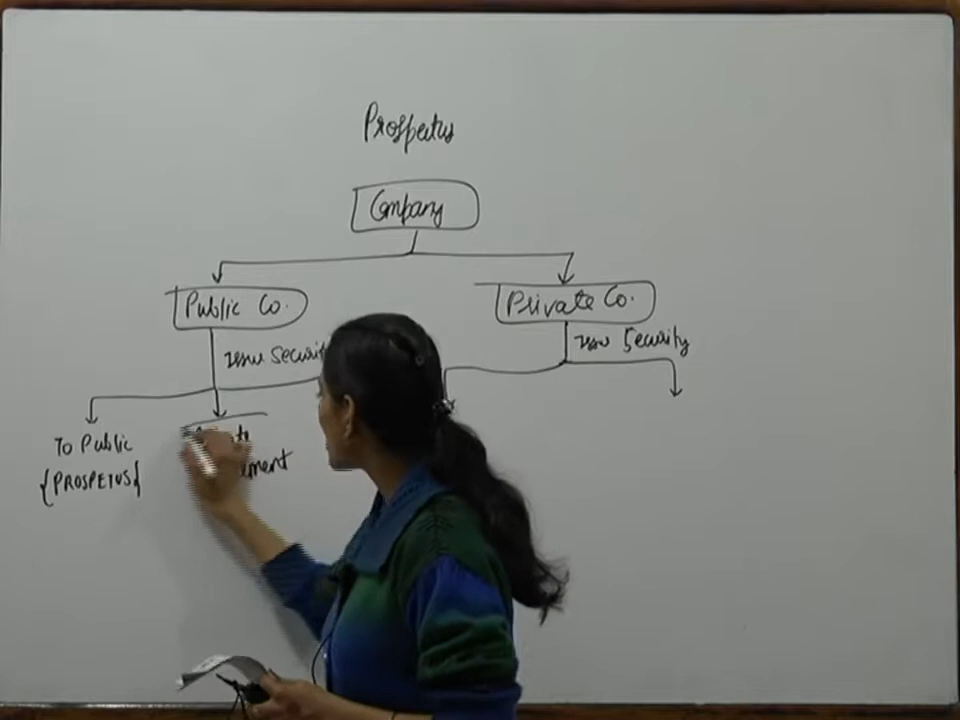 Prospectus
Company
Public Co.
Private Co.
Issue Security
Issue Security
To Public
{PROSPETUS}